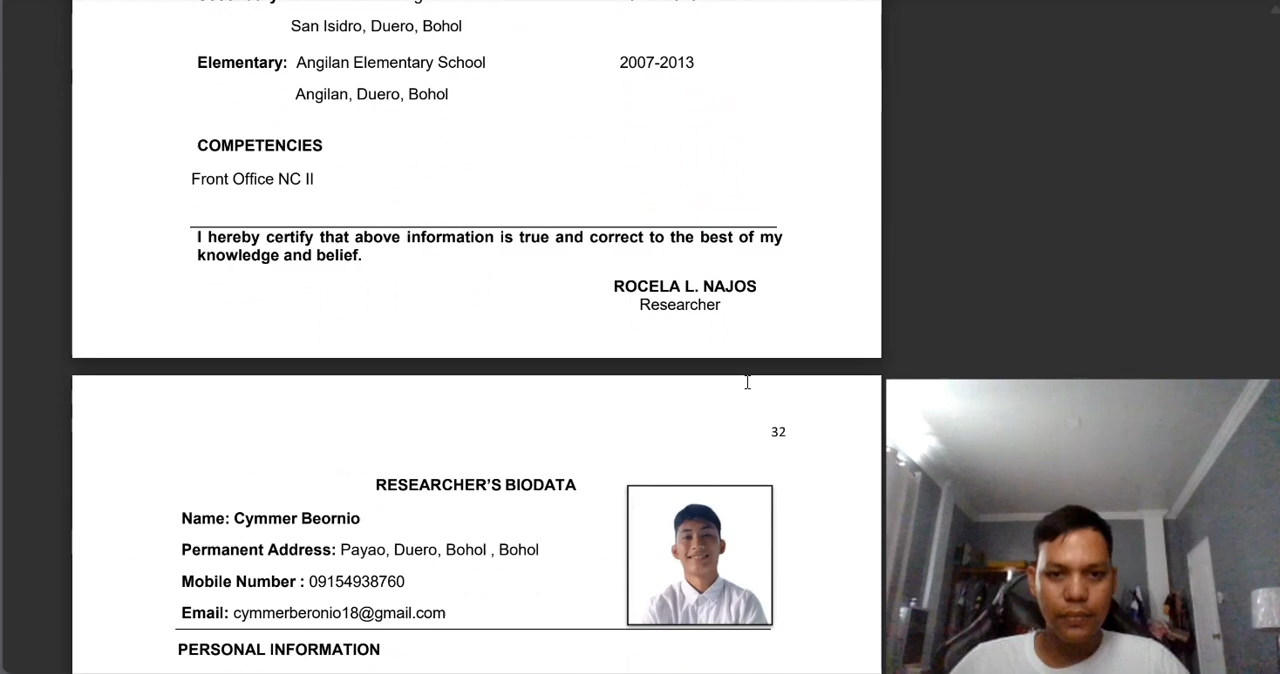 San Isidro, Duero, Bohol
Elementary: Angilan Elementary School 2007-2013
Angilan, Duero, Bohol
COMPETENCIES
Front Office NC II
I hereby certify that above information is true and correct to the best of my
knowledge and belief.
ROCELA L. NAJOS
Researcher
32
RESEARCHER'S BIODATA
Name: Cymmer Beornio
Permanent Address: Payao, Duero, Bohol , Bohol
Mobile Number : 09154938760
Email: cymmerberonio18@gmail.com
PERSONAL INFORMATION